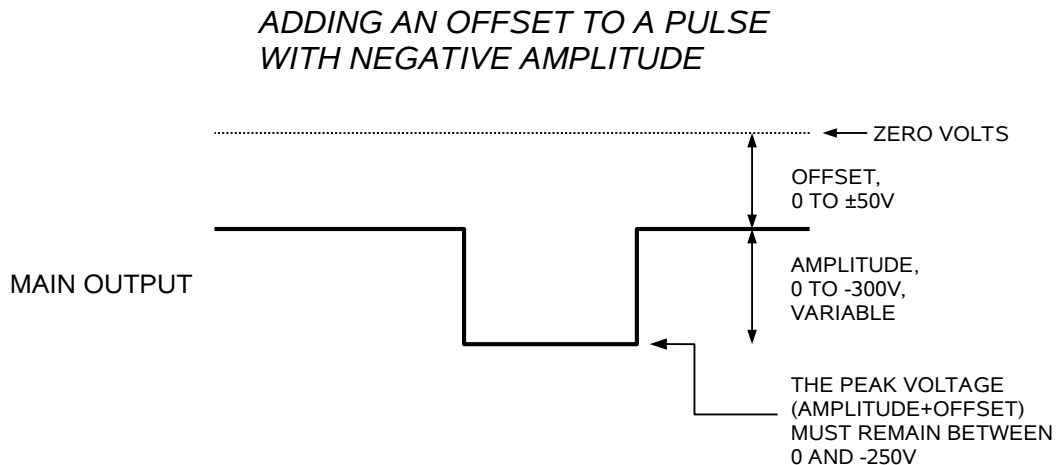 ADDING AN OFFSET TO A PULSE
WITH NEGATIVE AMPLITUDE
ZERO VOLTS
OFFSET,
0 TO ±50V
MAIN OUTPUT
AMPLITUDE,
0 TO -300V,
VARIABLE
THE PEAK VOLTAGE
(AMPLITUDE+OFFSET)
MUST REMAIN BETWEEN
0 AND -250V